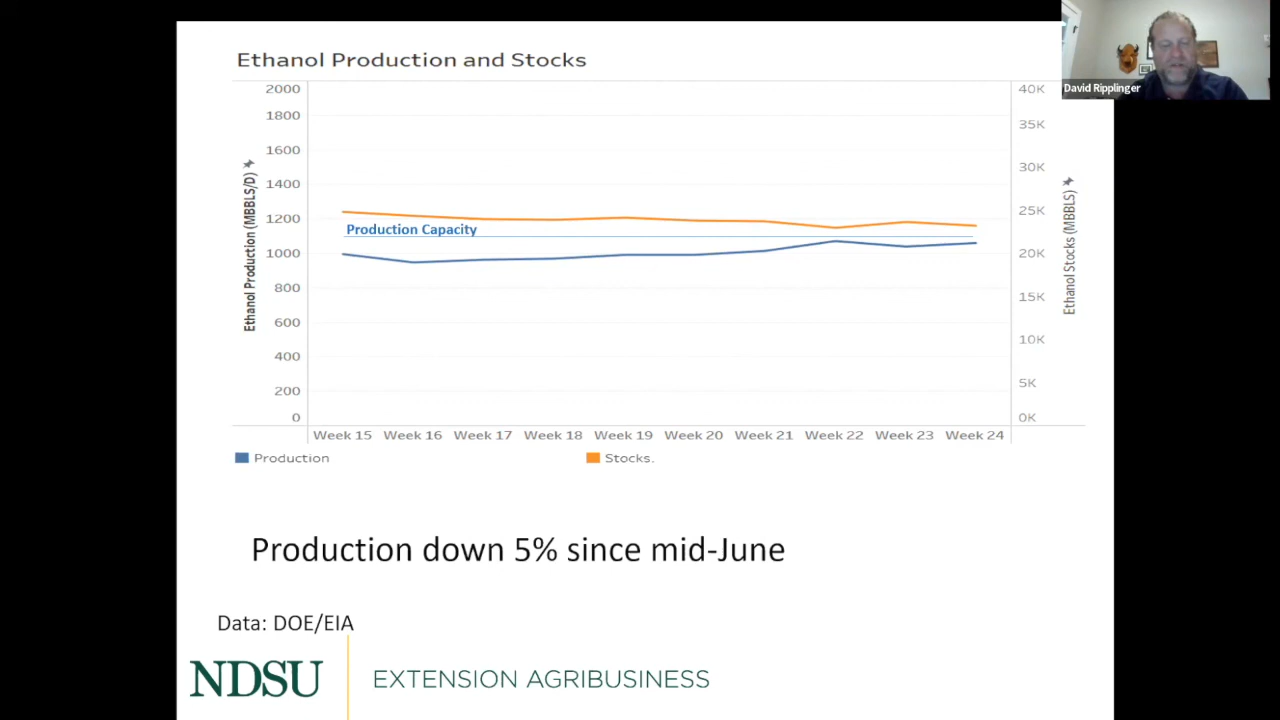 Ethanol Production and Stocks
David Ripplinger
2000
1800
1600
1400
1200
1000
800
600
400
200
0
Ethanol Production (MBBLS/D)
Production Capacity
40K
35K
30K
25K
20K
15K
10K
5K
0K
Ethanol Stocks (MBBLS)
Week 15 Week 16 Week 17 Week 18 Week 19 Week 20 Week 21 Week 22 Week 23 Week 24
Production
Stocks.
Production down 5% since mid-June
Data: DOE/EIA
NDSU EXTENSION AGRIBUSINESS